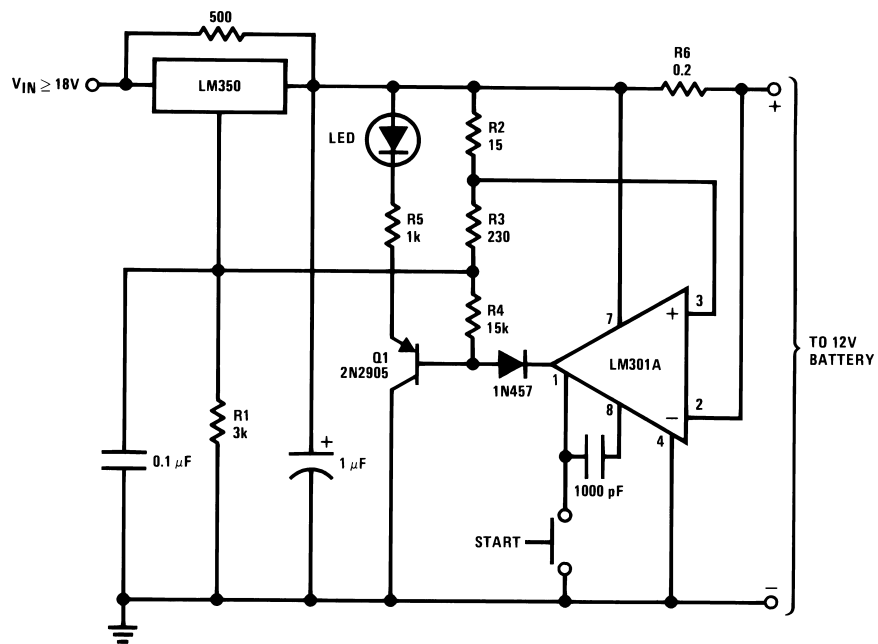 500
V_IN ≥ 18V
LM350
R6
0.2
+
LED
R2
15
R5
1k
R3
230
R4
15k
7
+
3
LM301A
TO 12V
BATTERY
Q1
2N2905
1N457
1
8
−
2
4
R1
3k
0.1 μF
+
1 μF
1000 pF
START
−